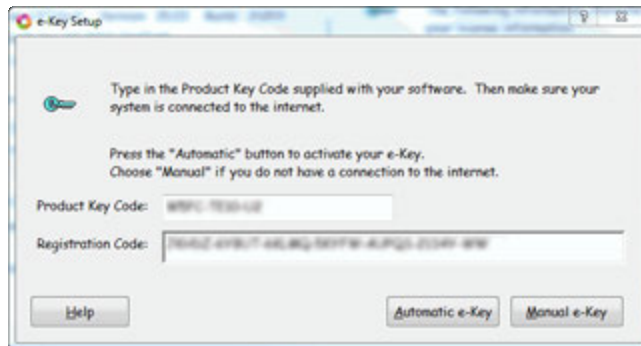 e-Key Setup
Type in the Product Key Code supplied with your software. Then make sure your
system is connected to the internet.
Press the "Automatic" button to activate your e-Key.
Choose "Manual" if you do not have a connection to the internet.
Product Key Code:
Registration Code:
Help
Automatic e-Key
Manual e-Key